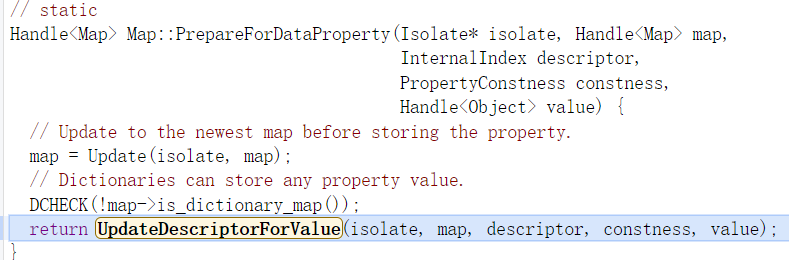 // static
Handle<Map> Map::PrepareForDataProperty(Isolate* isolate, Handle<Map> map,
                                        InternalIndex descriptor,
                                        PropertyConstness constness,
                                        Handle<Object> value) {
  // Update to the newest map before storing the property.
  map = Update(isolate, map);
  // Dictionaries can store any property value.
  DCHECK(!map->is_dictionary_map());
  return UpdateDescriptorForValue(isolate, map, descriptor, constness, value);
}